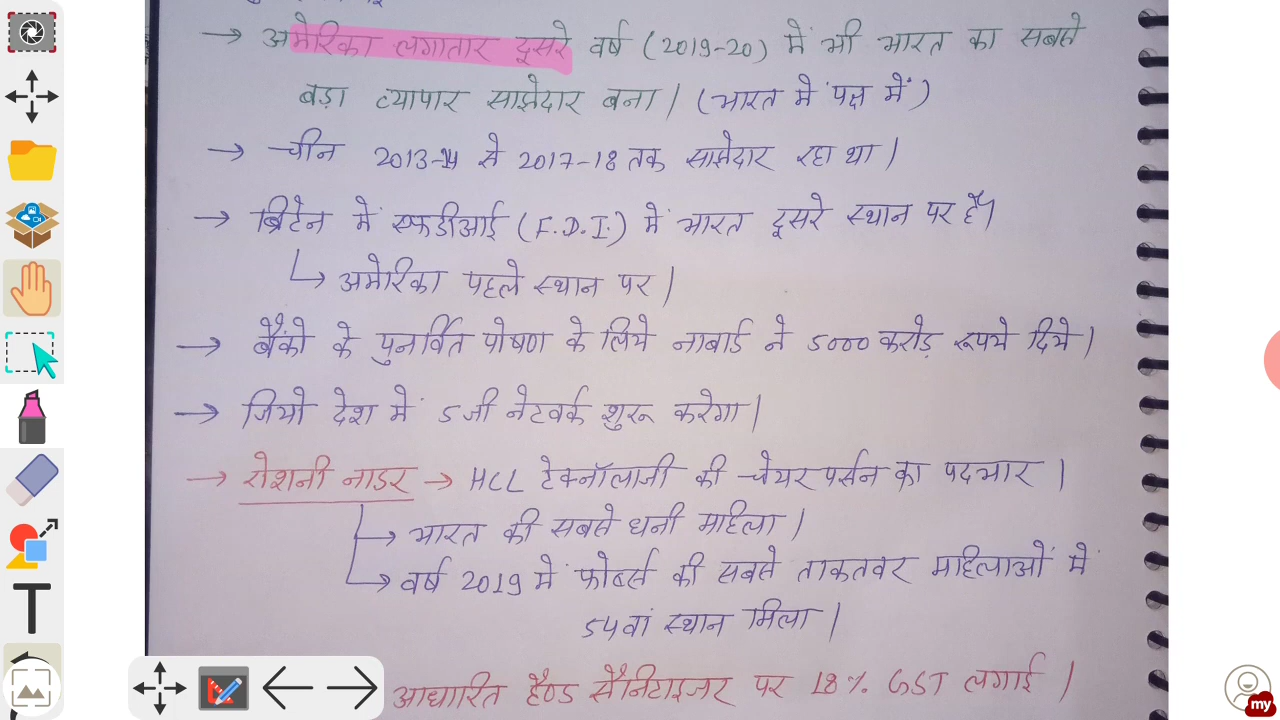 → अमेरिका लगातार दूसरे वर्ष (2019-20) में भी भारत का सबसे
बड़ा व्यापार साझेदार बना। (भारत में पक्ष में)
→ चीन 2013-14 से 2017-18 तक साझेदार रहा था।
→ ब्रिटेन में एफडीआई (F.D.I.) में भारत दूसरे स्थान पर है।
↳ अमेरिका पहले स्थान पर।
→ बैंको के पुनर्वित पोषण के लिये नाबार्ड ने 5000 करोड़ रूपये दिये।
→ जियो देश में 5जी नेटवर्क शुरू करेगा।
→ रोशनी नाडर → HCL टेक्नॉलाजी की चेयरपर्सन का पदभार।
→ भारत की सबसे धनी महिला।
→ वर्ष 2019 में फोर्ब्स की सबसे ताकतवर महिलाओं में
54वां स्थान मिला।
आधारित हैण्ड सैनिटाइजर पर 18% GST लगाई।
T
my